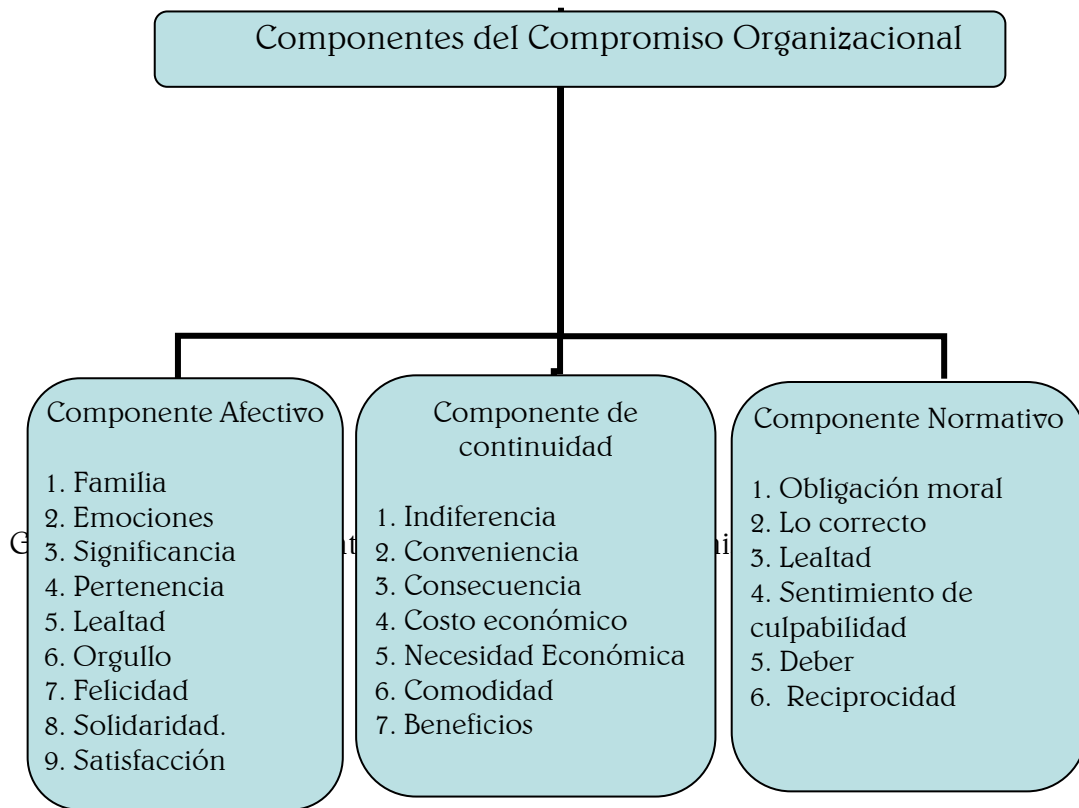 Componentes del Compromiso Organizacional
Componente Afectivo
1. Familia
2. Emociones
3. Significancia
4. Pertenencia
5. Lealtad
6. Orgullo
7. Felicidad
8. Solidaridad.
9. Satisfacción
Componente de
continuidad
1. Indiferencia
2. Conveniencia
3. Consecuencia
4. Costo económico
5. Necesidad Económica
6. Comodidad
7. Beneficios
Componente Normativo
1. Obligación moral
2. Lo correcto
3. Lealtad
4. Sentimiento de
culpabilidad
5. Deber
6. Reciprocidad